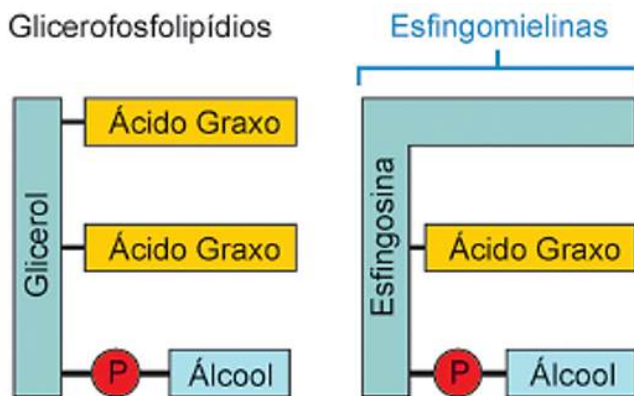 Glicerofosfolipídios
Esfingomielinas
Glicerol
Ácido Graxo
Ácido Graxo
P
Álcool
Esfingosina
Ácido Graxo
P
Álcool